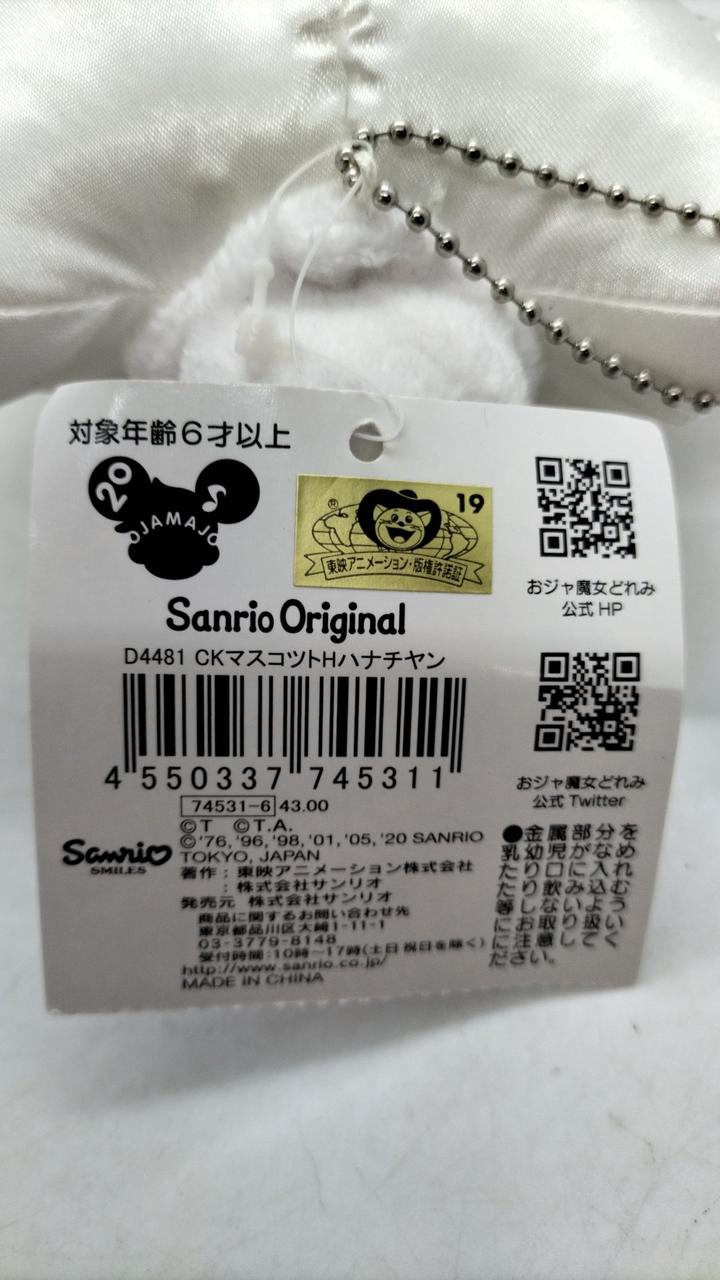 対象年齢6才以上
20
OJAMAJO
® 19
東映アニメーション・版権許諾証
おジャ魔女どれみ
公式 HP
Sanrio Original
D4481 CKマスコツトHハナチヤン
4 550337 745311
おジャ魔女どれみ
公式 Twitter
74531-6 43.00
©T ©T.A.
©'76,'96,'98,'01,'05,'20 SANRIO
TOKYO, JAPAN
Sanrio
SMILES
著作：東映アニメーション株式会社
：株式会社サンリオ
発売元 株式会社サンリオ
商品に関するお問い合わせ先
東京都品川区大崎1-11-1
03-3779-8148
受付時間:10時～17時(土日祝日を除く)
http://www.sanrio.co.jp/
MADE IN CHINA
●金属部分を
乳幼児がなめ
たり口に入れ
たり飲み込む
等しないよう
にお取り扱い
に注意してく
ださい。